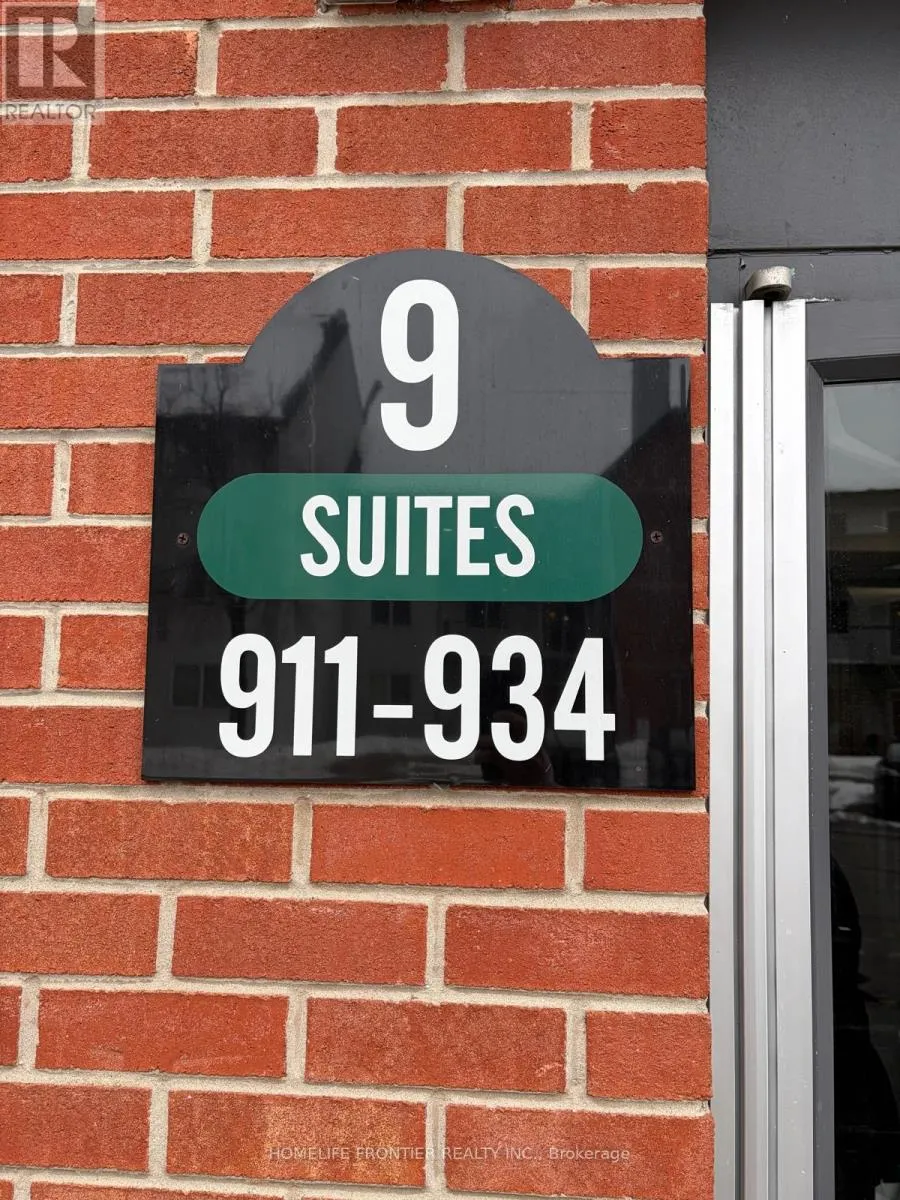 R
REALTOR
9
SUITES
911-934
HOMELIFE FRONTIER REALTY INC., Brokerage